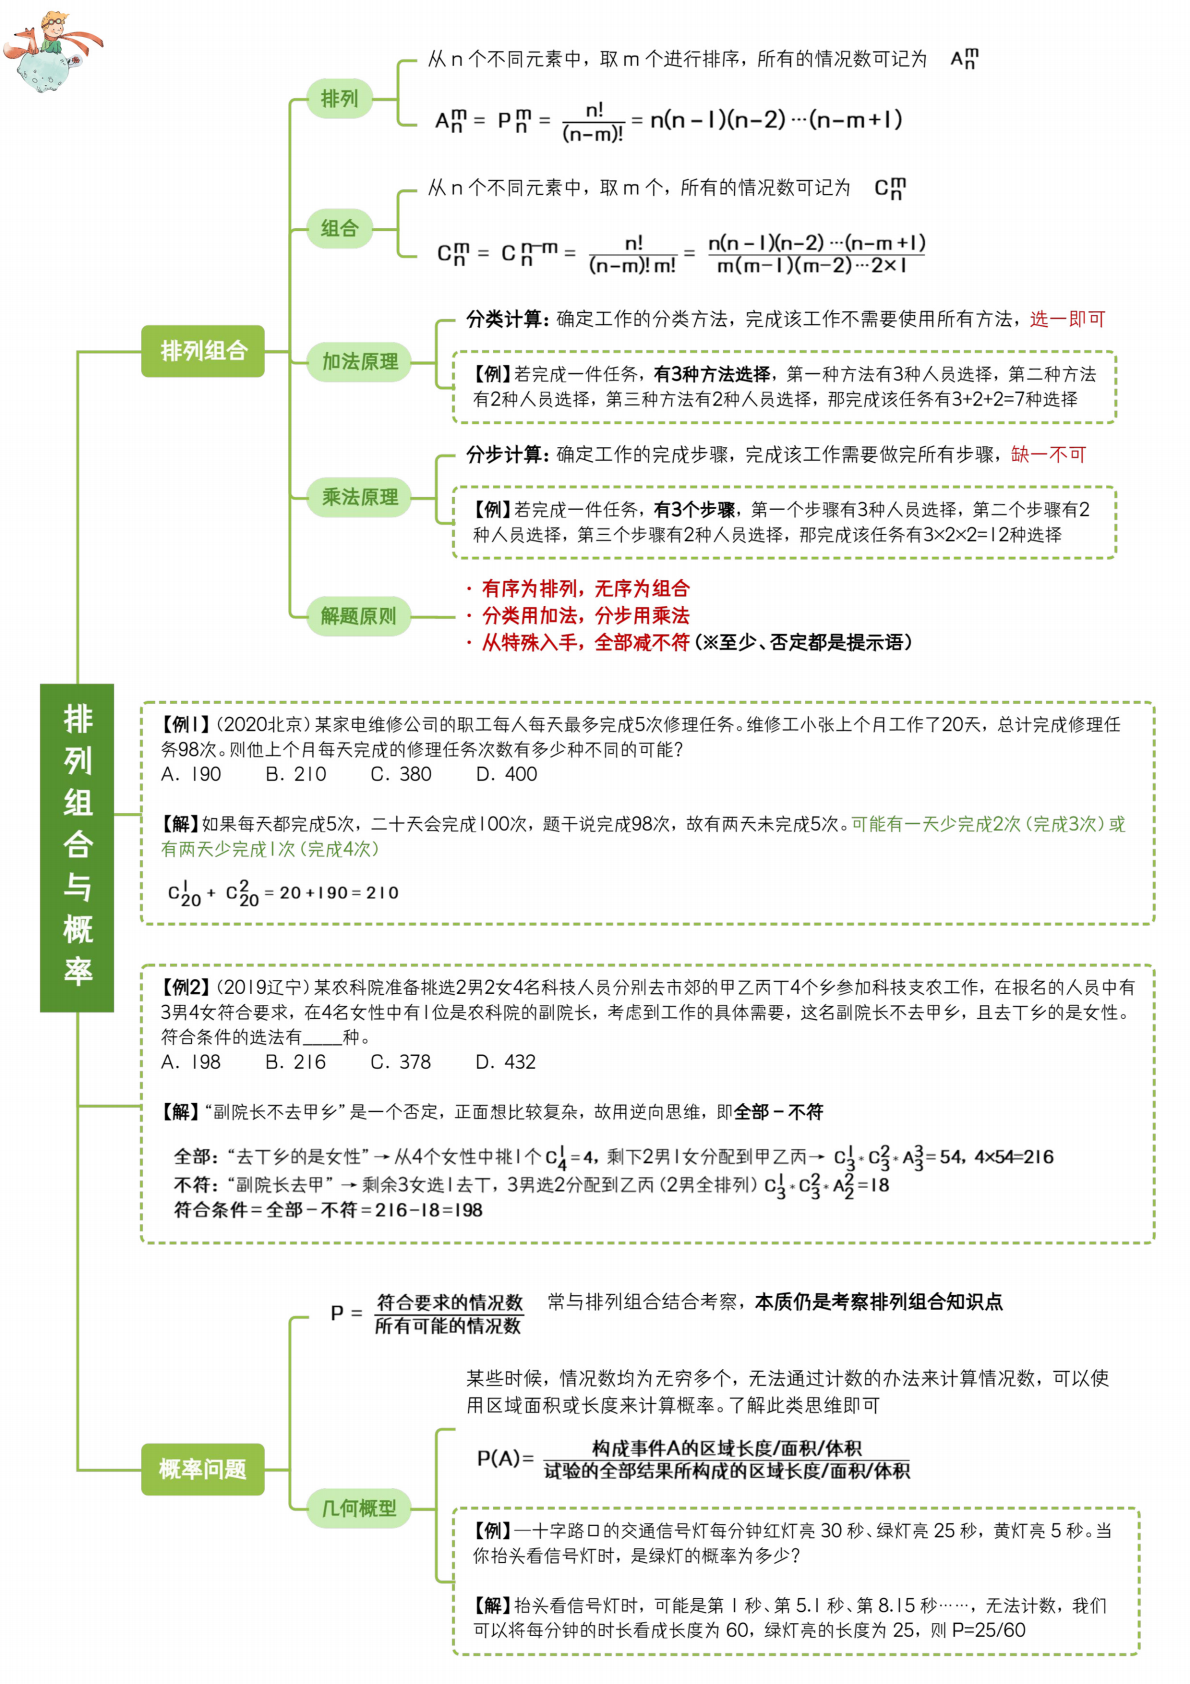 排列组合与概率
排列组合
排列
从 n 个不同元素中，取 m 个进行排序，所有的情况数可记为 A_n^m
A_n^m = P_n^m = n!/(n-m)! = n(n-1)(n-2)…(n-m+1)
组合
从 n 个不同元素中，取 m 个，所有的情况数可记为 C_n^m
C_n^m = C_n^{n-m} = n!/(n-m)!m! = n(n-1)(n-2)…(n-m+1)/m(m-1)(m-2)…2×1
加法原理
分类计算：确定工作的分类方法，完成该工作不需要使用所有方法，选一即可
【例】若完成一件任务，有3种方法选择，第一种方法有3种人员选择，第二种方法
有2种人员选择，第三种方法有2种人员选择，那完成该任务有3+2+2=7种选择
乘法原理
分步计算：确定工作的完成步骤，完成该工作需要做完所有步骤，缺一不可
【例】若完成一件任务，有3个步骤，第一个步骤有3种人员选择，第二个步骤有2
种人员选择，第三个步骤有2种人员选择，那完成该任务有3×2×2=12种选择
解题原则
· 有序为排列，无序为组合
· 分类用加法，分步用乘法
· 从特殊入手，全部减不符（※至少、否定都是提示语）
【例1】（2020北京）某家电维修公司的职工每人每天最多完成5次修理任务。维修工小张上个月工作了20天，总计完成修理任
务98次。则他上个月每天完成的修理任务次数有多少种不同的可能？
A. 190 B. 210 C. 380 D. 400
【解】如果每天都完成5次，二十天会完成100次，题干说完成98次，故有两天未完成5次。可能有一天少完成2次（完成3次）或
有两天少完成1次（完成4次）
C_20^1 + C_20^2 = 20 +190 = 210
【例2】（2019辽宁）某农科院准备挑选2男2女4名科技人员分别去市郊的甲乙丙丁4个乡参加科技支农工作，在报名的人员中有
3男4女符合要求，在4名女性中有1位是农科院的副院长，考虑到工作的具体需要，这名副院长不去甲乡，且去丁乡的是女性。
符合条件的选法有____种。
A. 198 B. 216 C. 378 D. 432
【解】“副院长不去甲乡”是一个否定，正面想比较复杂，故用逆向思维，即全部－不符
全部：“去丁乡的是女性”→从4个女性中挑1个C_4^1=4，剩下2男1女分配到甲乙丙→ C_3^1*C_3^2*A_3^3=54，4×54=216
不符：“副院长去甲”→剩余3女选1去丁，3男选2分配到乙丙（2男全排列）C_3^1*C_3^2*A_2^2=18
符合条件＝全部－不符＝216-18=198
概率问题
P = 符合要求的情况数/所有可能的情况数 常与排列组合结合考察，本质仍是考察排列组合知识点
几何概型
某些时候，情况数均为无穷多个，无法通过计数的办法来计算情况数，可以使
用区域面积或长度来计算概率。了解此类思维即可
P(A)= 构成事件A的区域长度/面积/体积/试验的全部结果所构成的区域长度/面积/体积
【例】一十字路口的交通信号灯每分钟红灯亮 30 秒、绿灯亮 25 秒，黄灯亮 5 秒。当
你抬头看信号灯时，是绿灯的概率为多少？
【解】抬头看信号灯时，可能是第 1 秒、第 5.1 秒、第 8.15 秒……，无法计数，我们
可以将每分钟的时长看成长度为 60，绿灯亮的长度为 25，则 P=25/60